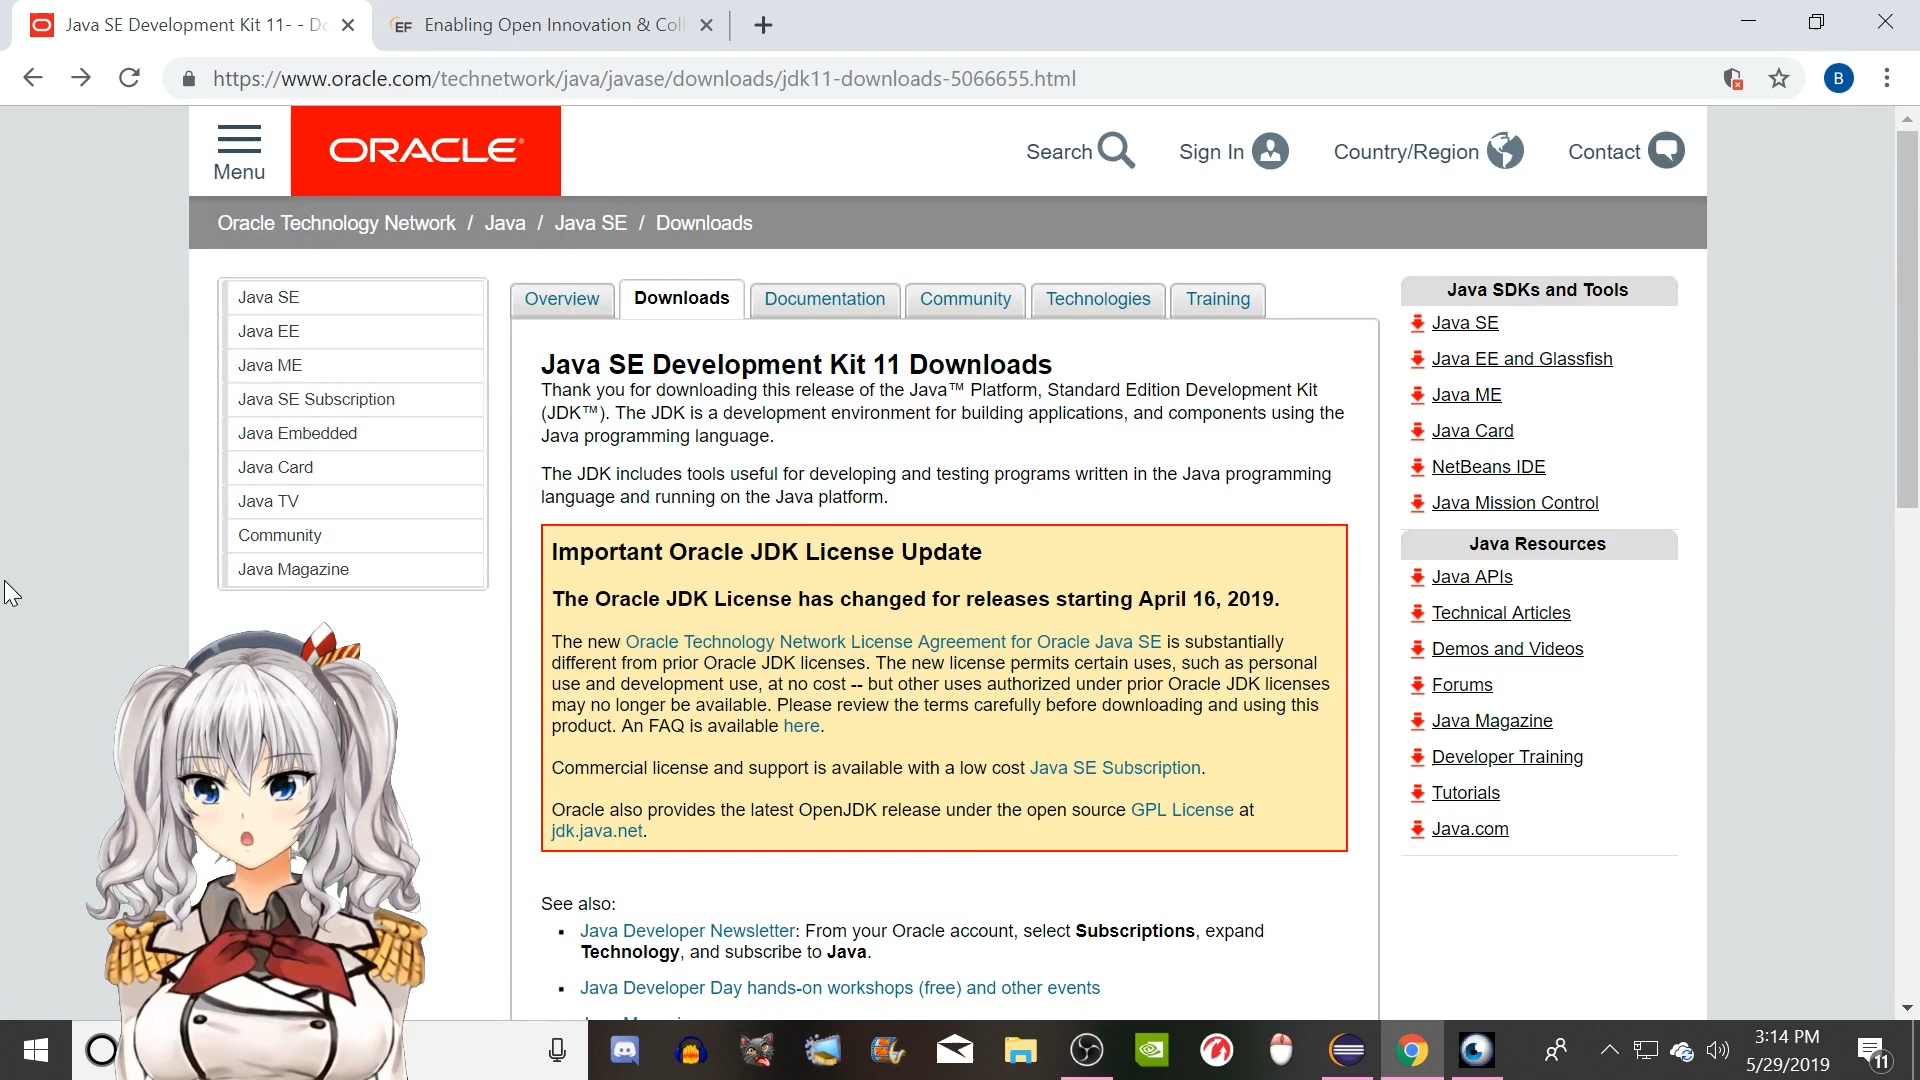 Java SE Development Kit 11- - Do
EF Enabling Open Innovation & Coll
https://www.oracle.com/technetwork/java/javase/downloads/jdk11-downloads-5066655.html
B
Menu
ORACLE
Search
Sign In
Country/Region
Contact
Oracle Technology Network / Java / Java SE / Downloads
Java SE
Java EE
Java ME
Java SE Subscription
Java Embedded
Java Card
Java TV
Community
Java Magazine
Overview
Downloads
Documentation
Community
Technologies
Training
Java SE Development Kit 11 Downloads
Thank you for downloading this release of the Java™ Platform, Standard Edition Development Kit
(JDK™). The JDK is a development environment for building applications, and components using the
Java programming language.
The JDK includes tools useful for developing and testing programs written in the Java programming
language and running on the Java platform.
Important Oracle JDK License Update
The Oracle JDK License has changed for releases starting April 16, 2019.
The new Oracle Technology Network License Agreement for Oracle Java SE is substantially
different from prior Oracle JDK licenses. The new license permits certain uses, such as personal
use and development use, at no cost -- but other uses authorized under prior Oracle JDK licenses
may no longer be available. Please review the terms carefully before downloading and using this
product. An FAQ is available here.
Commercial license and support is available with a low cost Java SE Subscription.
Oracle also provides the latest OpenJDK release under the open source GPL License at
jdk.java.net.
See also:
Java Developer Newsletter: From your Oracle account, select Subscriptions, expand
Technology, and subscribe to Java.
Java Developer Day hands-on workshops (free) and other events
Java SDKs and Tools
Java SE
Java EE and Glassfish
Java ME
Java Card
NetBeans IDE
Java Mission Control
Java Resources
Java APIs
Technical Articles
Demos and Videos
Forums
Java Magazine
Developer Training
Tutorials
Java.com
3:14 PM
5/29/2019
11